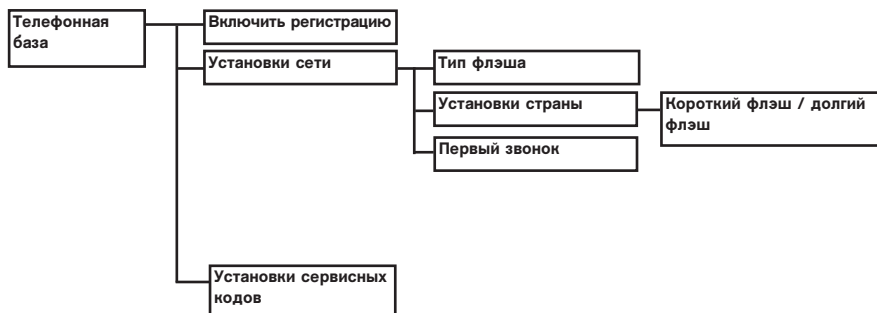 Телефонная
база
Включить регистрацию
Установки сети
Тип флэша
Установки страны
Короткий флэш / долгий
флэш
Первый звонок
Установки сервисных
кодов